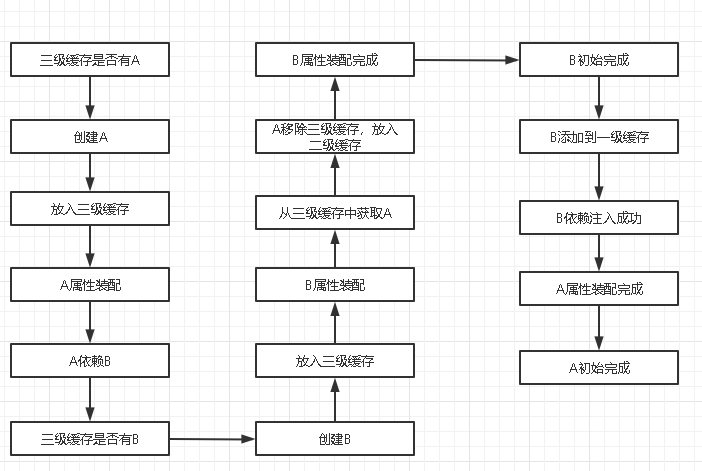 三级缓存是否有A
创建A
放入三级缓存
A属性装配
A依赖B
三级缓存是否有B
创建B
放入三级缓存
B属性装配
从三级缓存中获取A
A移除三级缓存，放入
二级缓存
B属性装配完成
B初始完成
B添加到一级缓存
B依赖注入成功
A属性装配完成
A初始完成